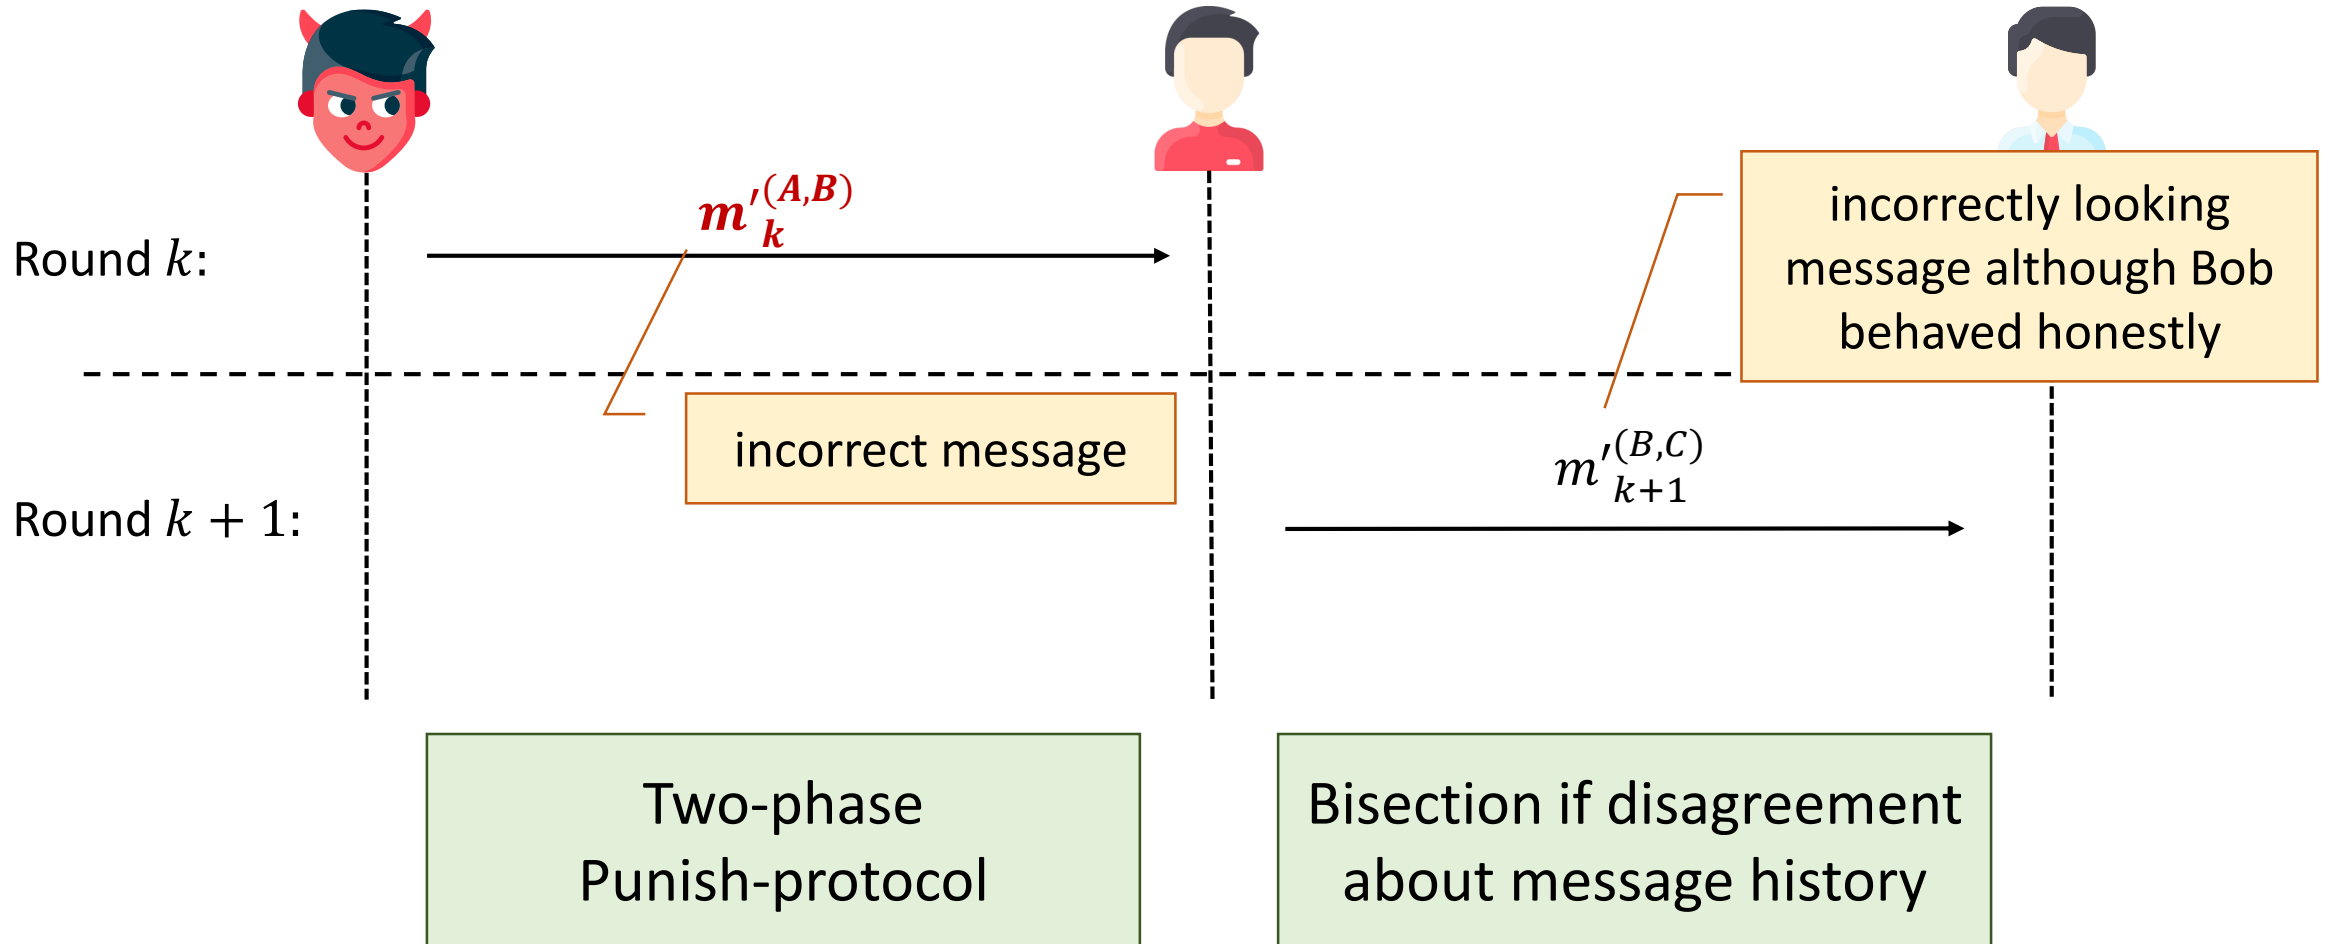 Round k:
m′ₖ⁽ᴬ,ᴮ⁾
incorrectly looking
message although Bob
behaved honestly
incorrect message
Round k + 1:
m′ₖ₊₁⁽ᴮ,ꟲ⁾
Two-phase
Punish-protocol
Bisection if disagreement
about message history